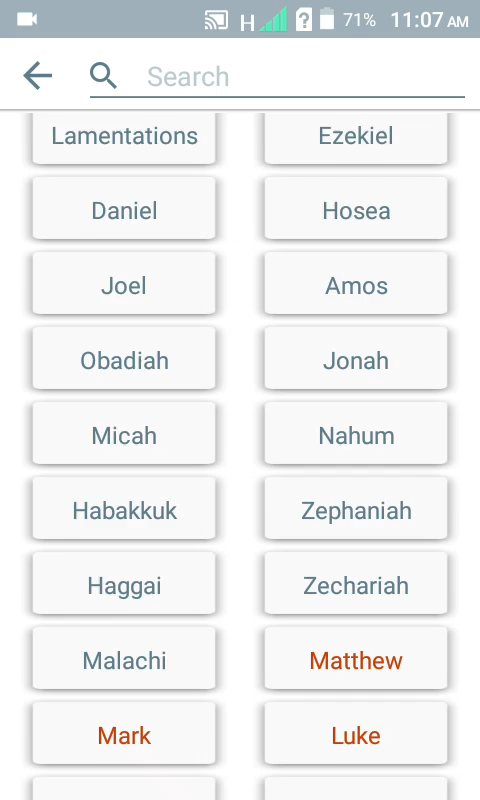 H 71% 11:07 AM
Search
Lamentations Ezekiel
Daniel Hosea
Joel Amos
Obadiah Jonah
Micah Nahum
Habakkuk Zephaniah
Haggai Zechariah
Malachi Matthew
Mark Luke